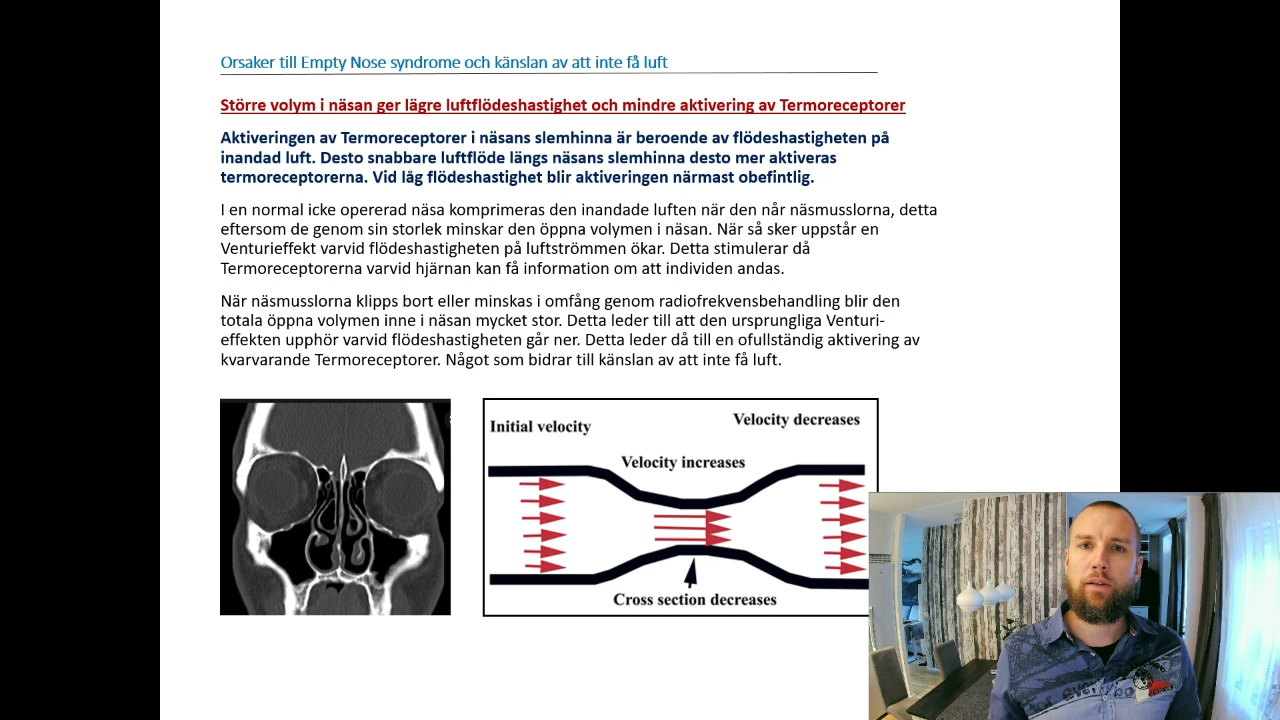 Orsaker till Empty Nose syndrome och känslan av att inte få luft
Större volym i näsan ger lägre luftflödeshastighet och mindre aktivering av Termoreceptorer
Aktiveringen av Termoreceptorer i näsans slemhinna är beroende av flödeshastigheten på
inandad luft. Desto snabbare luftflöde längs näsans slemhinna desto mer aktiveras
termoreceptorerna. Vid låg flödeshastighet blir aktiveringen närmast obefintlig.
I en normal icke opererad näsa komprimeras den inandade luften när den når näsmusslorna, detta
eftersom de genom sin storlek minskar den öppna volymen i näsan. När så sker uppstår en
Venturieffekt varvid flödeshastigheten på luftströmmen ökar. Detta stimulerar då
Termoreceptorerna varvid hjärnan kan få information om att individen andas.
När näsmusslorna klipps bort eller minskas i omfång genom radiofrekvensbehandling blir den
totala öppna volymen inne i näsan mycket stor. Detta leder till att den ursprungliga Venturi-
effekten upphör varvid flödeshastigheten går ner. Detta leder då till en ofullständig aktivering av
kvarvarande Termoreceptorer. Något som bidrar till känslan av att inte få luft.
Initial velocity
Velocity decreases
Velocity increases
Cross section decreases